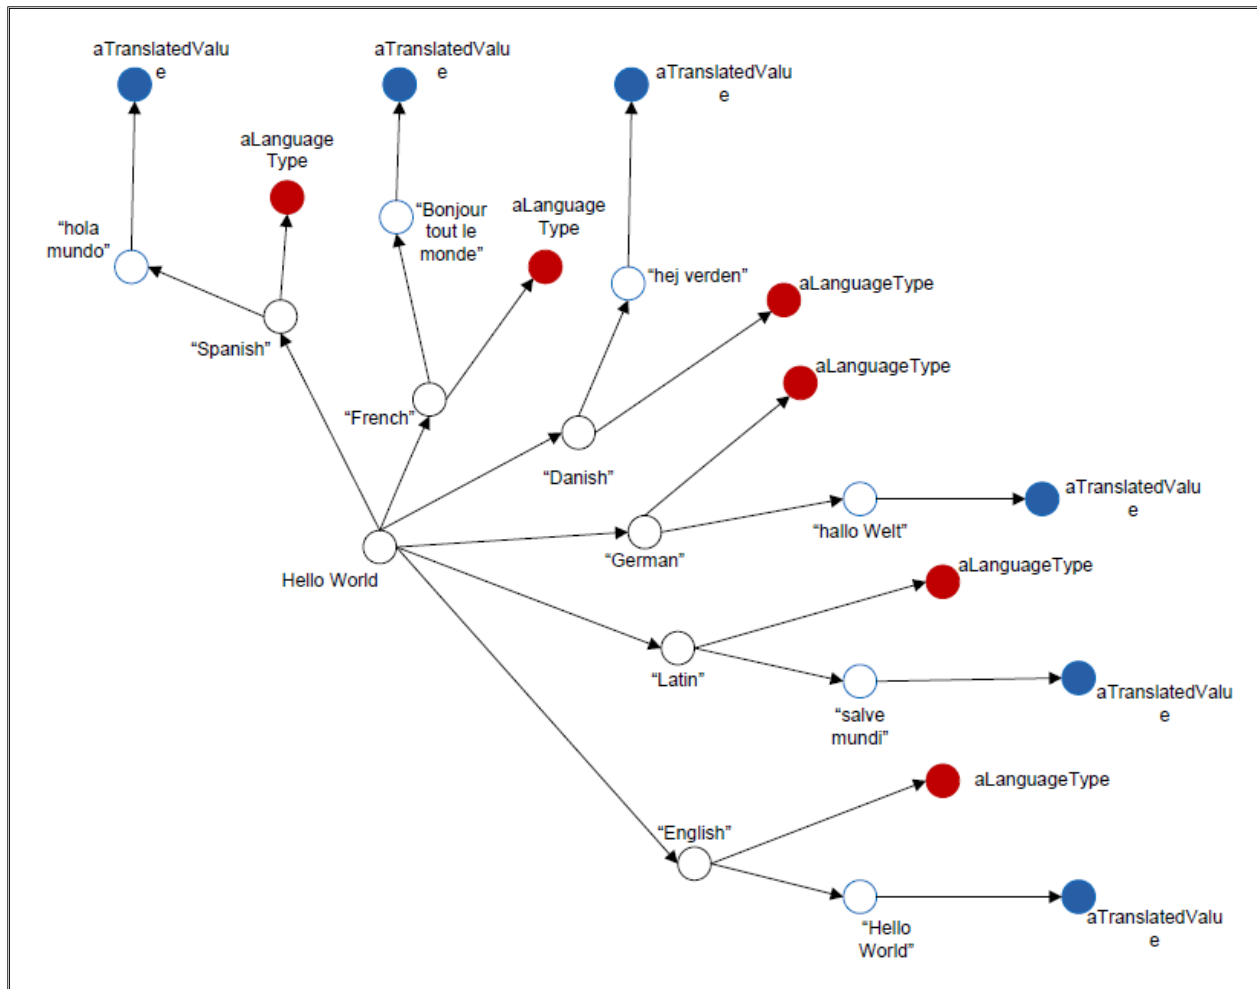 aTranslatedValu
e
aTranslatedValu
e
aTranslatedValu
e
aLanguage
Type
“hola
mundo”
“Bonjour
tout le
monde”
aLanguage
Type
“hej verden”
aLanguageType
“Spanish”
aLanguageType
“French”
“Danish”
aTranslatedValu
e
“hallo Welt”
“German”
Hello World
aLanguageType
“Latin”
“salve
mundi”
aTranslatedValu
e
aLanguageType
“English”
“Hello
World”
aTranslatedValu
e